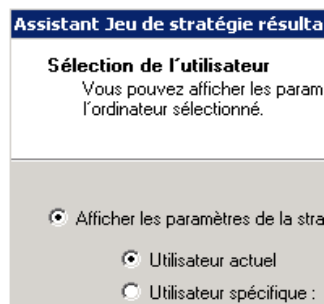 Assistant Jeu de stratégie résulta
Sélection de l'utilisateur
Vous pouvez afficher les param
l'ordinateur sélectionné.
Afficher les paramètres de la stra
Utilisateur actuel
Utilisateur spécifique :